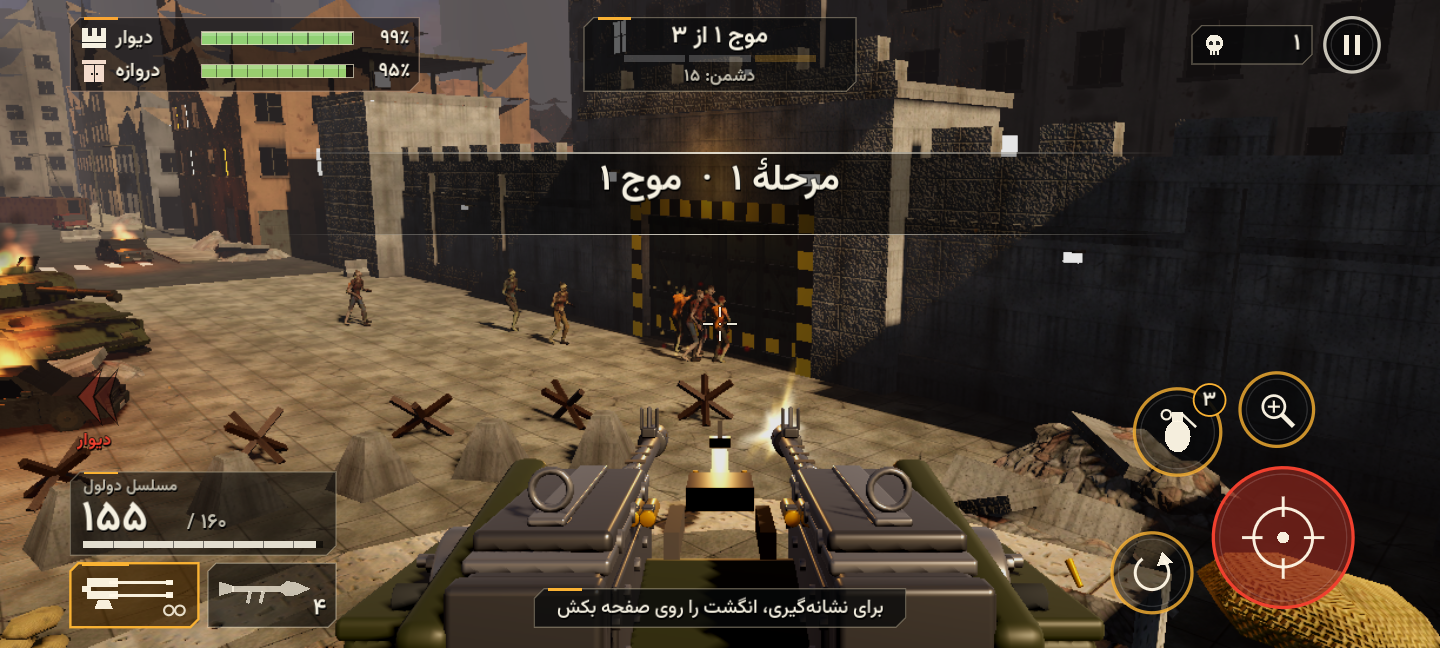 دیوار ۹۹٪
دروازه ۹۵٪
موج ۱ از ۳
دشمن: ۱۵
۱
مرحلهٔ ۱ · موج ۱
۳
دیوار
مسلسل دولول
۱۵۵ / ۱۶۰
∞
۴
برای نشانه‌گیری، انگشت را روی صفحه بکش